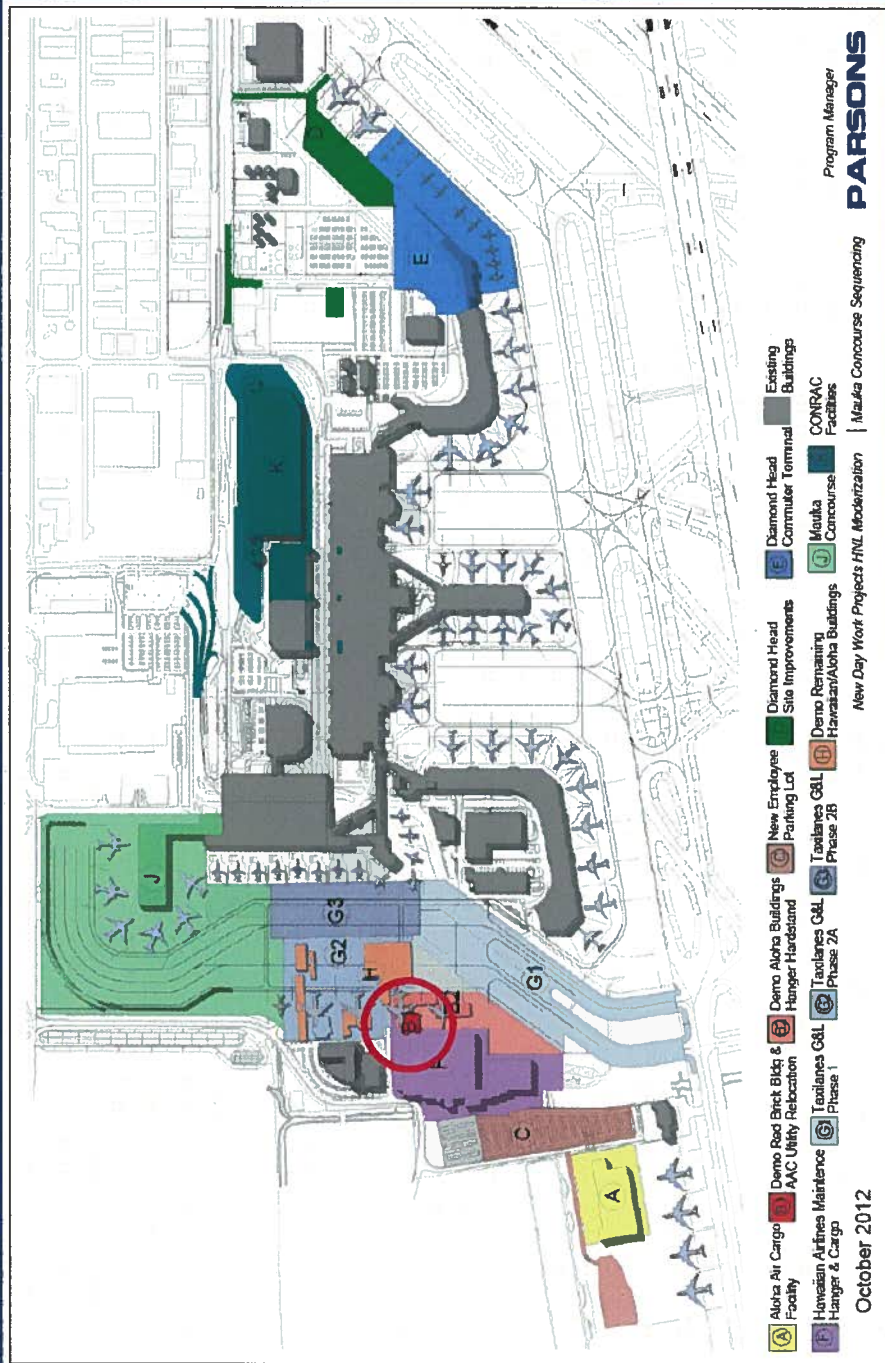 D
E
K
J
G3
G2
H
G1
C
A
Aloha Air Cargo
Facility
Demo Red Brick Bldg &
AAC Utility Relocation
Demo Aloha Buildings
Hanger Hardstand
New Employee
Parking Lot
Diamond Head
Site Improvements
Diamond Head
Commuter Terminal
Existing
Buildings
Hawaiian Airlines Maintence
Hanger & Cargo
Taxilanes G&L
Phase 1
Taxilanes G&L
Phase 2A
Taxilanes G&L
Phase 2B
Demo Remaining
Hawaiian/Aloha Buildings
Mauka
Concourse
CONRAC
Facilities
October 2012
New Day Work Projects HNL Modernization | Mauka Concourse Sequencing
Program Manager
PARSONS